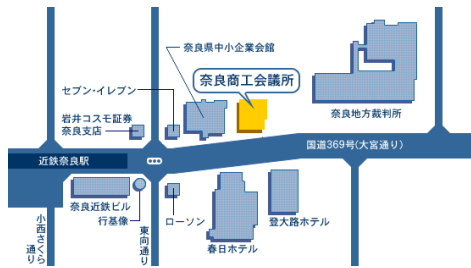 奈良県中小企業会館
セブン・イレブン
奈良商工会議所
岩井コスモ証券
奈良支店
奈良地方裁判所
国道369号(大宮通り)
近鉄奈良駅
奈良近鉄ビル
行基像
ローソン
登大路ホテル
春日ホテル
小西さくら
通り
東向通り